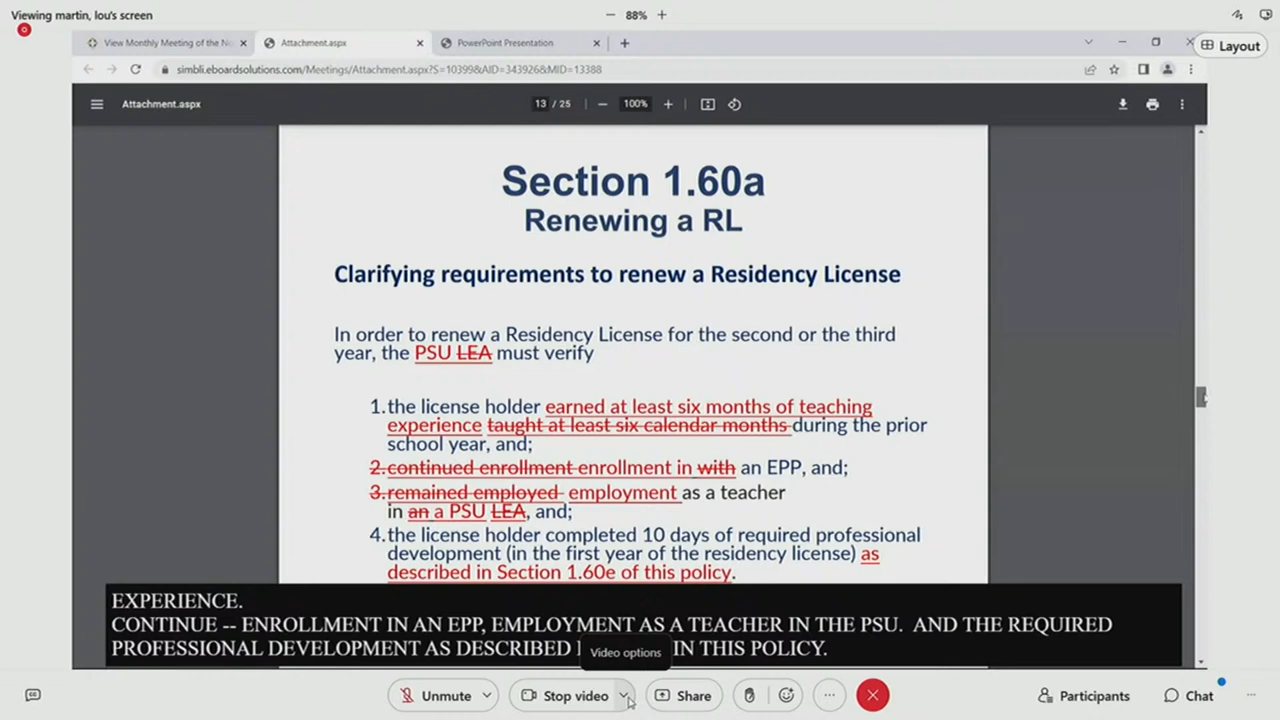 Viewing martin, lou's screen
88%
View Monthly Meeting of the N
Attachment.aspx
PowerPoint Presentation
Layout
simbli.eboardsolutions.com/Meetings/Attachment.aspx?S=10399&AID=343926&MID=13388
Attachment.aspx
13 / 25
100%
Section 1.60a
Renewing a RL
Clarifying requirements to renew a Residency License
In order to renew a Residency License for the second or the third
year, the PSU LEA must verify
1. the license holder earned at least six months of teaching
experience taught at least six calendar months during the prior
school year, and;
2. continued enrollment enrollment in with an EPP, and;
3. remained employed employment as a teacher
in an a PSU LEA, and;
4. the license holder completed 10 days of required professional
development (in the first year of the residency license) as
described in Section 1.60e of this policy.
EXPERIENCE.
CONTINUE -- ENROLLMENT IN AN EPP, EMPLOYMENT AS A TEACHER IN THE PSU. AND THE REQUIRED
PROFESSIONAL DEVELOPMENT AS DESCRIBED IN THIS POLICY.
Video options
Unmute
Stop video
Share
Participants
Chat